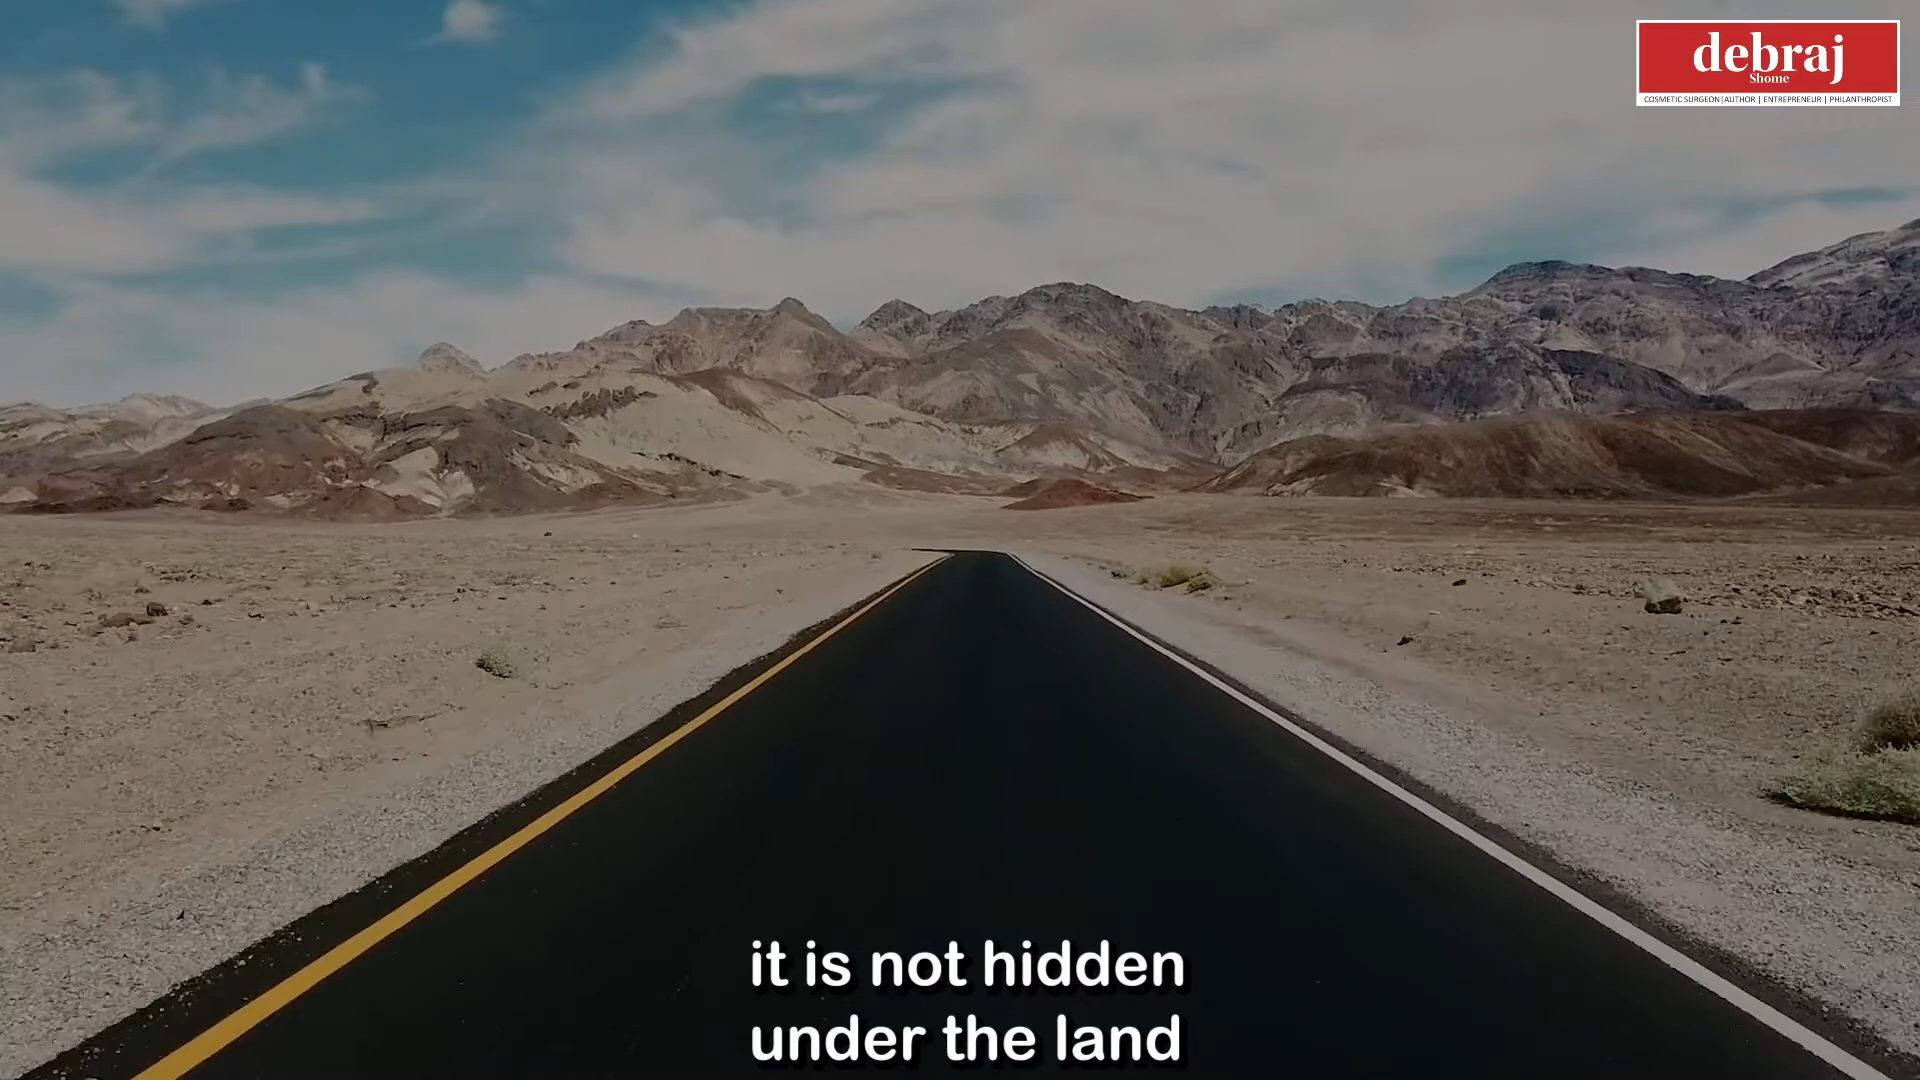 debraj
Shome
COSMETIC SURGEON|AUTHOR | ENTREPRENEUR | PHILANTHROPIST
it is not hidden
under the land